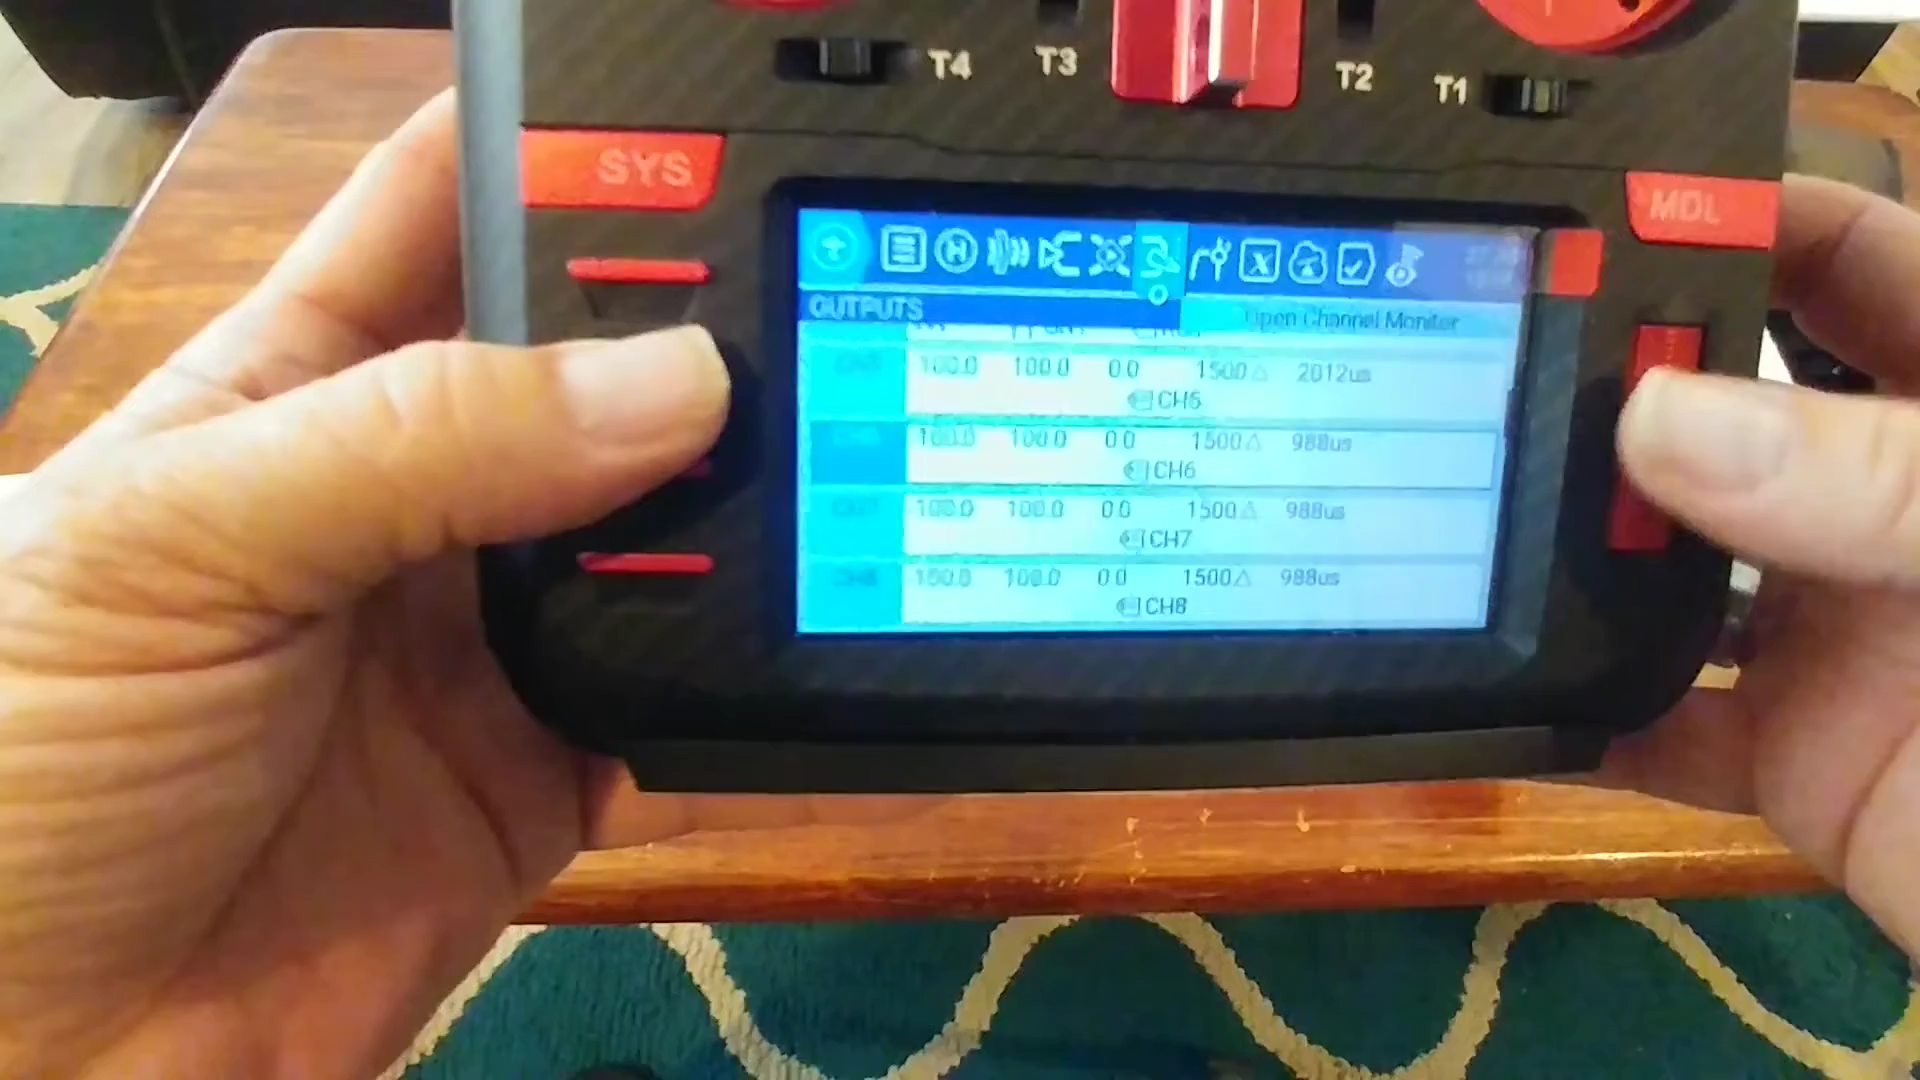 T4 T3 T2 T1
SYS
MDL
OUTPUTS
Open Channel Monitor
100.0 100.0 0.0 1500△ 2012us
CH5
100.0 100.0 0.0 1500△ 988us
CH6
100.0 100.0 0.0 1500△ 988us
CH7
100.0 100.0 0.0 1500△ 988us
CH8